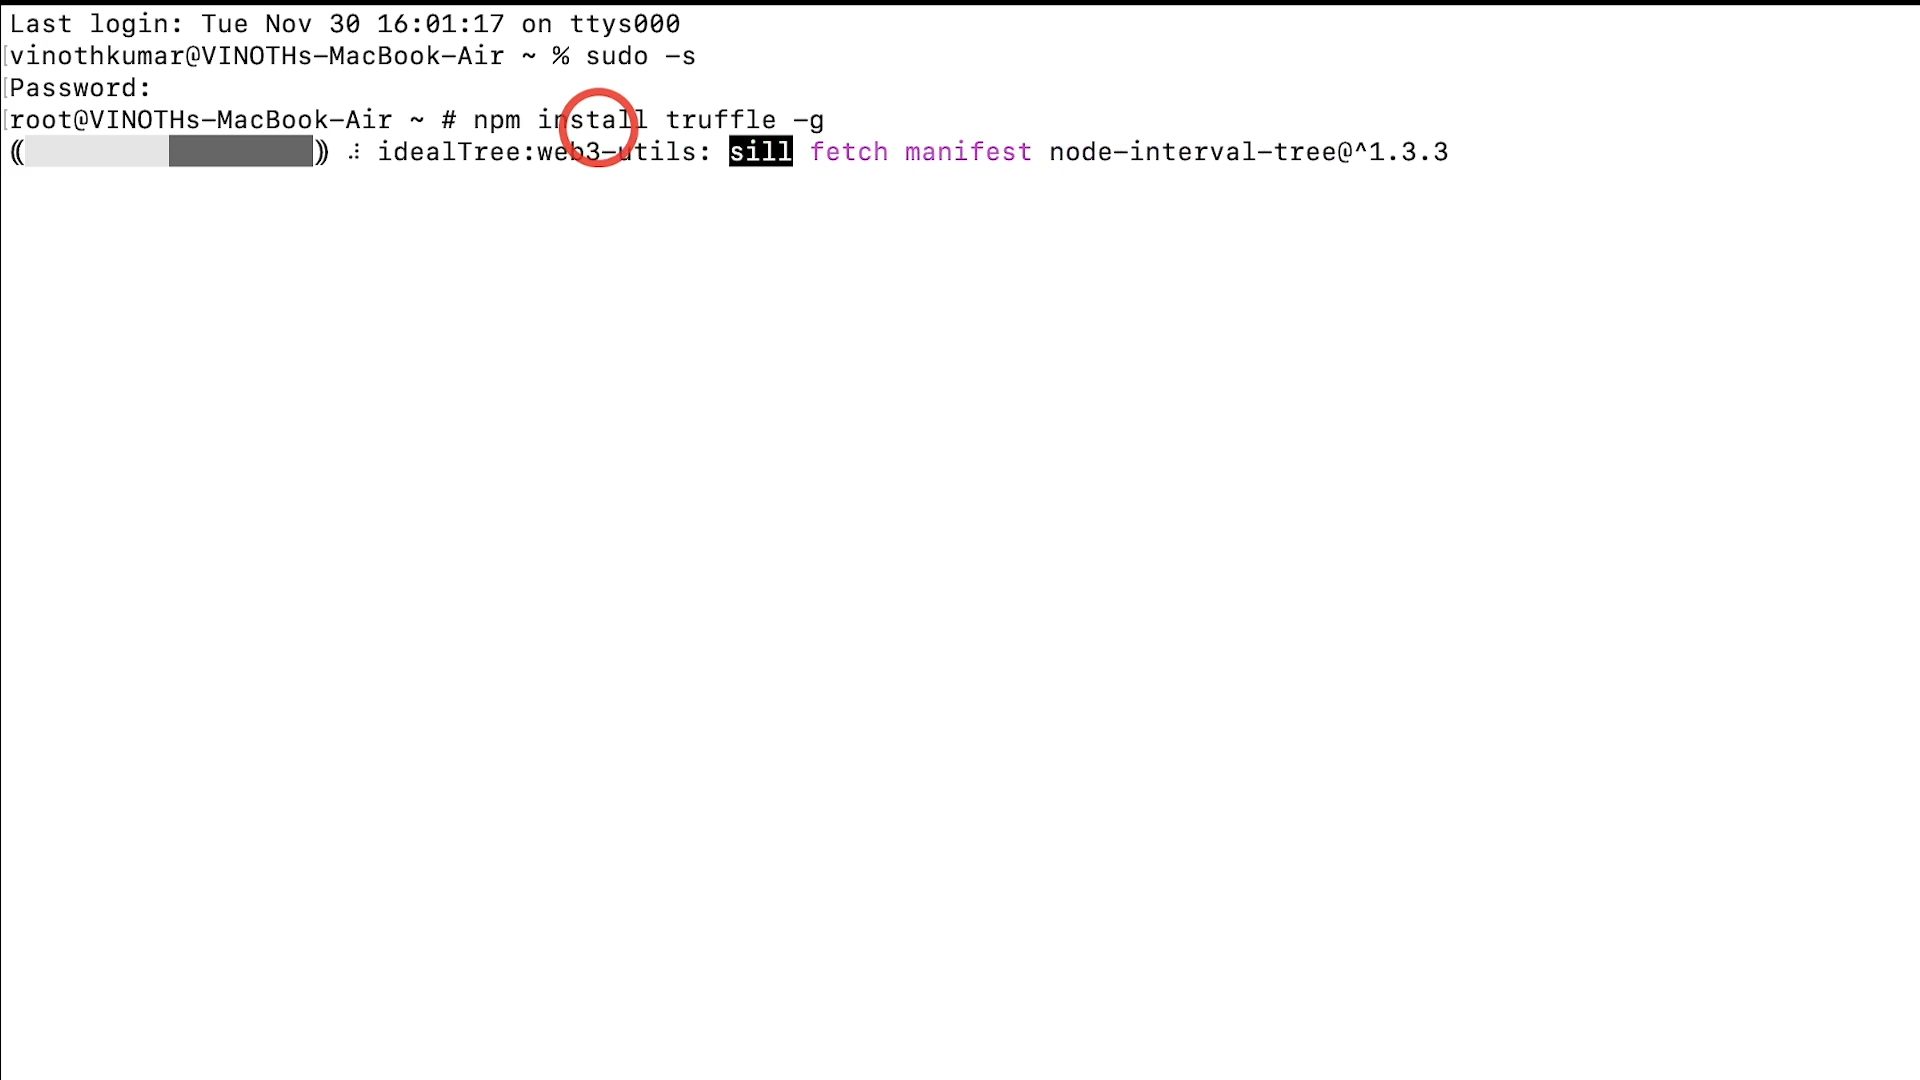 Last login: Tue Nov 30 16:01:17 on ttys000
vinothkumar@VINOTHs-MacBook-Air ~ % sudo -s
Password:
root@VINOTHs-MacBook-Air ~ # npm install truffle -g
(( )) ⠼ idealTree:web3-utils: sill fetch manifest node-interval-tree@^1.3.3